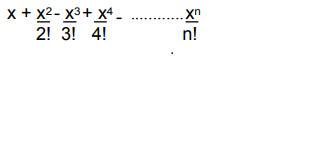 x + x2- x3+ x4- ............. xn
2! 3! 4! n!
.